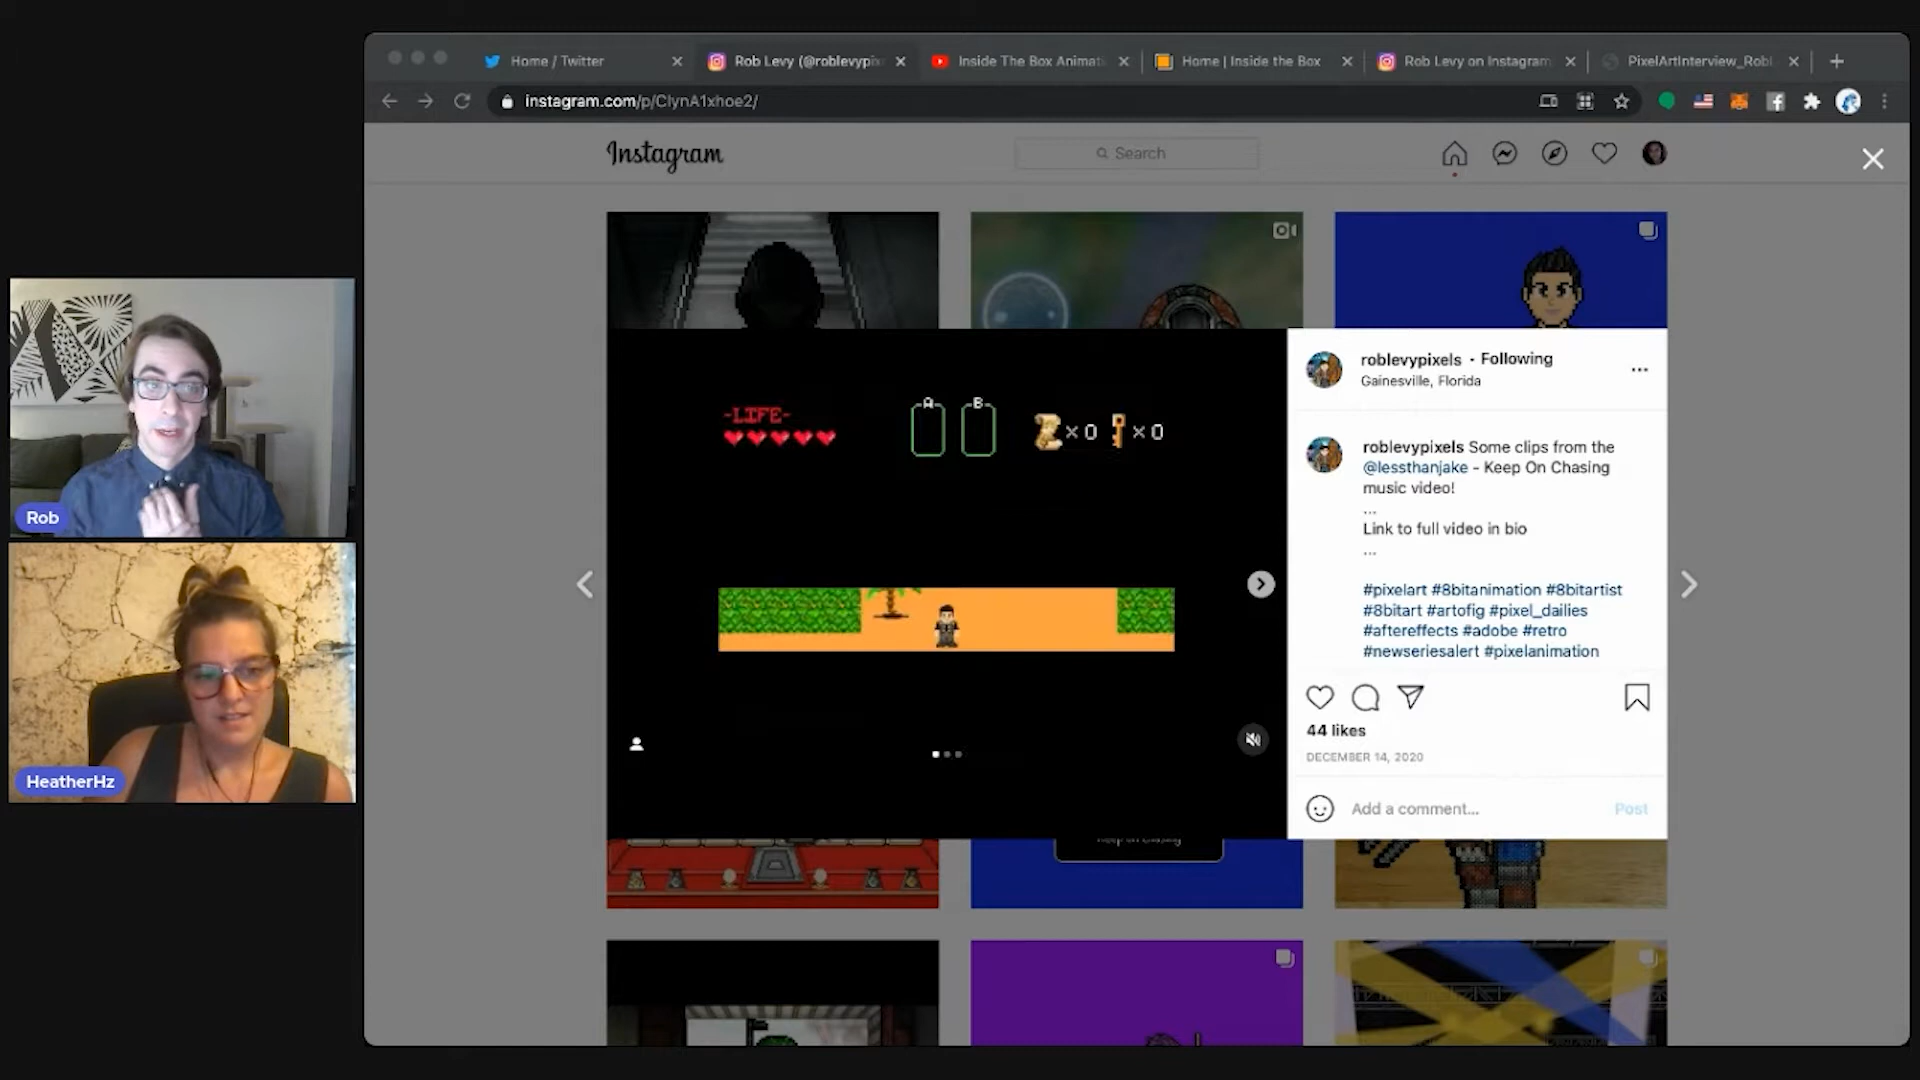 Home / Twitter
Rob Levy (@roblevypix
Inside The Box Animati
Home | Inside the Box
Rob Levy on Instagram
PixelArtInterview_Robl
instagram.com/p/CIynA1xhoe2/
Instagram
Search
-LIFE-
A
B
×0
×0
roblevypixels • Following
Gainesville, Florida
roblevypixels Some clips from the
@lessthanjake - Keep On Chasing
music video!
...
Link to full video in bio
...
#pixelart #8bitanimation #8bitartist
#8bitart #artofig #pixel_dailies
#aftereffects #adobe #retro
#newseriesalert #pixelanimation
44 likes
DECEMBER 14, 2020
Add a comment...
Post
Rob
HeatherHz